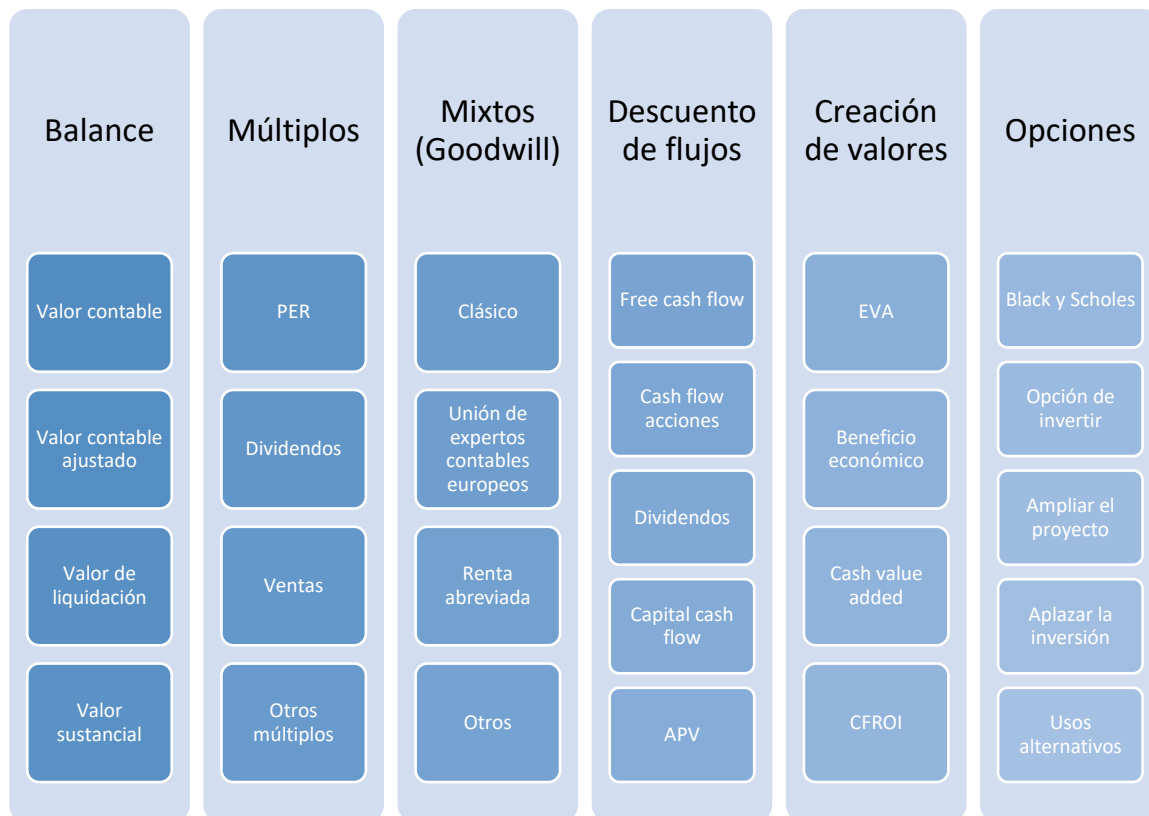 Balance
Valor contable
Valor contable
ajustado
Valor de
liquidación
Valor
sustancial
Múltiplos
PER
Dividendos
Ventas
Otros
múltiplos
Mixtos
(Goodwill)
Clásico
Unión de
expertos
contables
europeos
Renta
abreviada
Otros
Descuento
de flujos
Free cash flow
Cash flow
acciones
Dividendos
Capital cash
flow
APV
Creación
de valores
EVA
Beneficio
económico
Cash value
added
CFROI
Opciones
Black y Scholes
Opción de
invertir
Ampliar el
proyecto
Aplazar la
inversión
Usos
alternativos